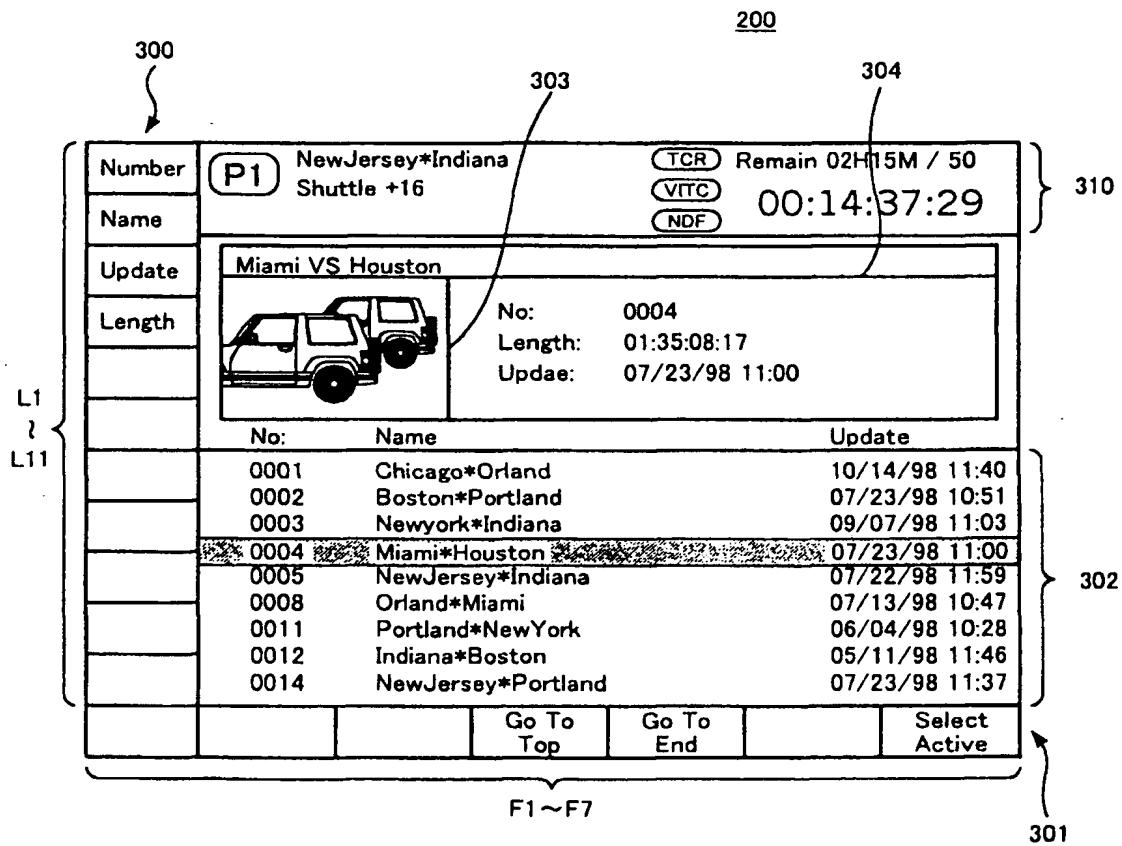 200
300
303
304
Number
Name
Update
Length
P1
NewJersey*Indiana
Shuttle +16
TCR
VITC
NDF
Remain 02H15M / 50
00:14:37:29
310
Miami VS Houston
No: 0004
Length: 01:35:08:17
Updae: 07/23/98 11:00
L1
~
L11
No: Name Update
0001 Chicago*Orland 10/14/98 11:40
0002 Boston*Portland 07/23/98 10:51
0003 Newyork*Indiana 09/07/98 11:03
0004 Miami*Houston 07/23/98 11:00
0005 NewJersey*Indiana 07/22/98 11:59
0008 Orland*Miami 07/13/98 10:47
0011 Portland*NewYork 06/04/98 10:28
0012 Indiana*Boston 05/11/98 11:46
0014 NewJersey*Portland 07/23/98 11:37
302
Go To
Top
Go To
End
Select
Active
F1~F7
301